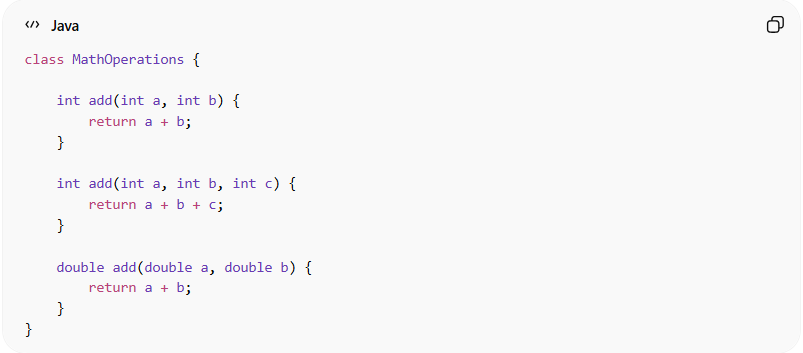 </> Java
class MathOperations {
    int add(int a, int b) {
        return a + b;
    }
    int add(int a, int b, int c) {
        return a + b + c;
    }
    double add(double a, double b) {
        return a + b;
    }
}